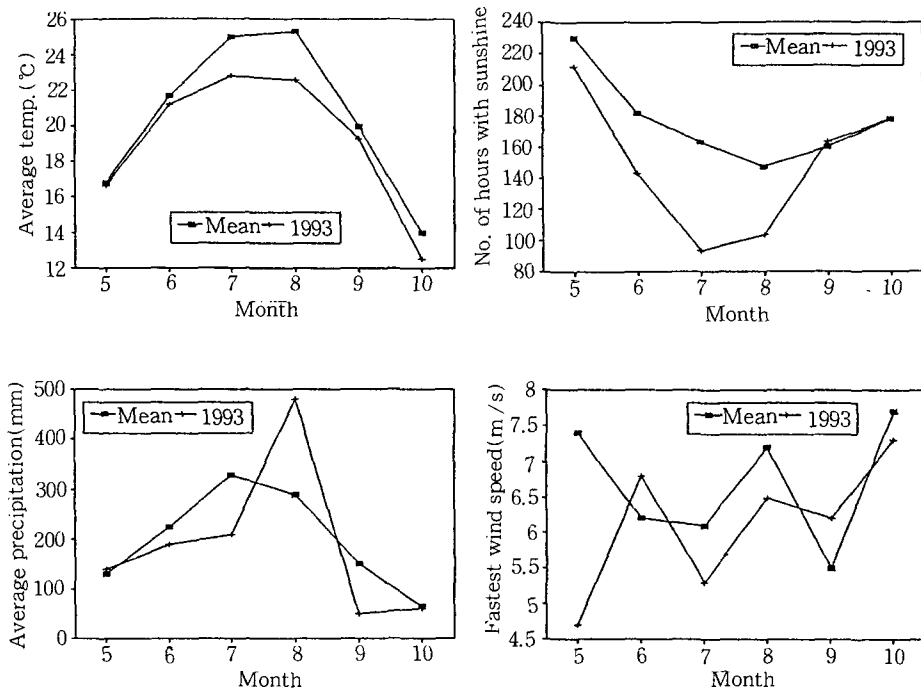 Average temp.(℃)
26
24
22
20
18
16
14
12
Mean 1993
5 6 7 8 9 10
Month
No. of hours with sunshine
240
220
200
180
160
140
120
100
80
Mean 1993
5 6 7 8 9 10
Month
Average precipitation(mm)
500
400
300
200
100
0
Mean 1993
5 6 7 8 9 10
Month
Fastest wind speed(m/s)
8
7.5
7
6.5
6
5.5
5
4.5
Mean 1993
5 6 7 8 9 10
Month